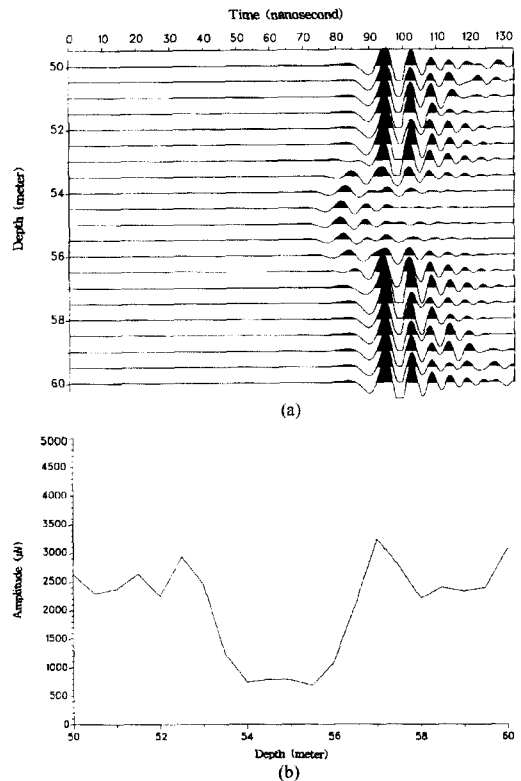 Time (nanosecond)
0 10 20 30 40 50 60 70 80 90 100 110 120 130
Depth (meter)
50
52
54
56
58
60
(a)
Amplitude (μV)
5000
4500
4000
3500
3000
2500
2000
1500
1000
500
0
50 52 54 56 58 60
Depth (meter)
(b)